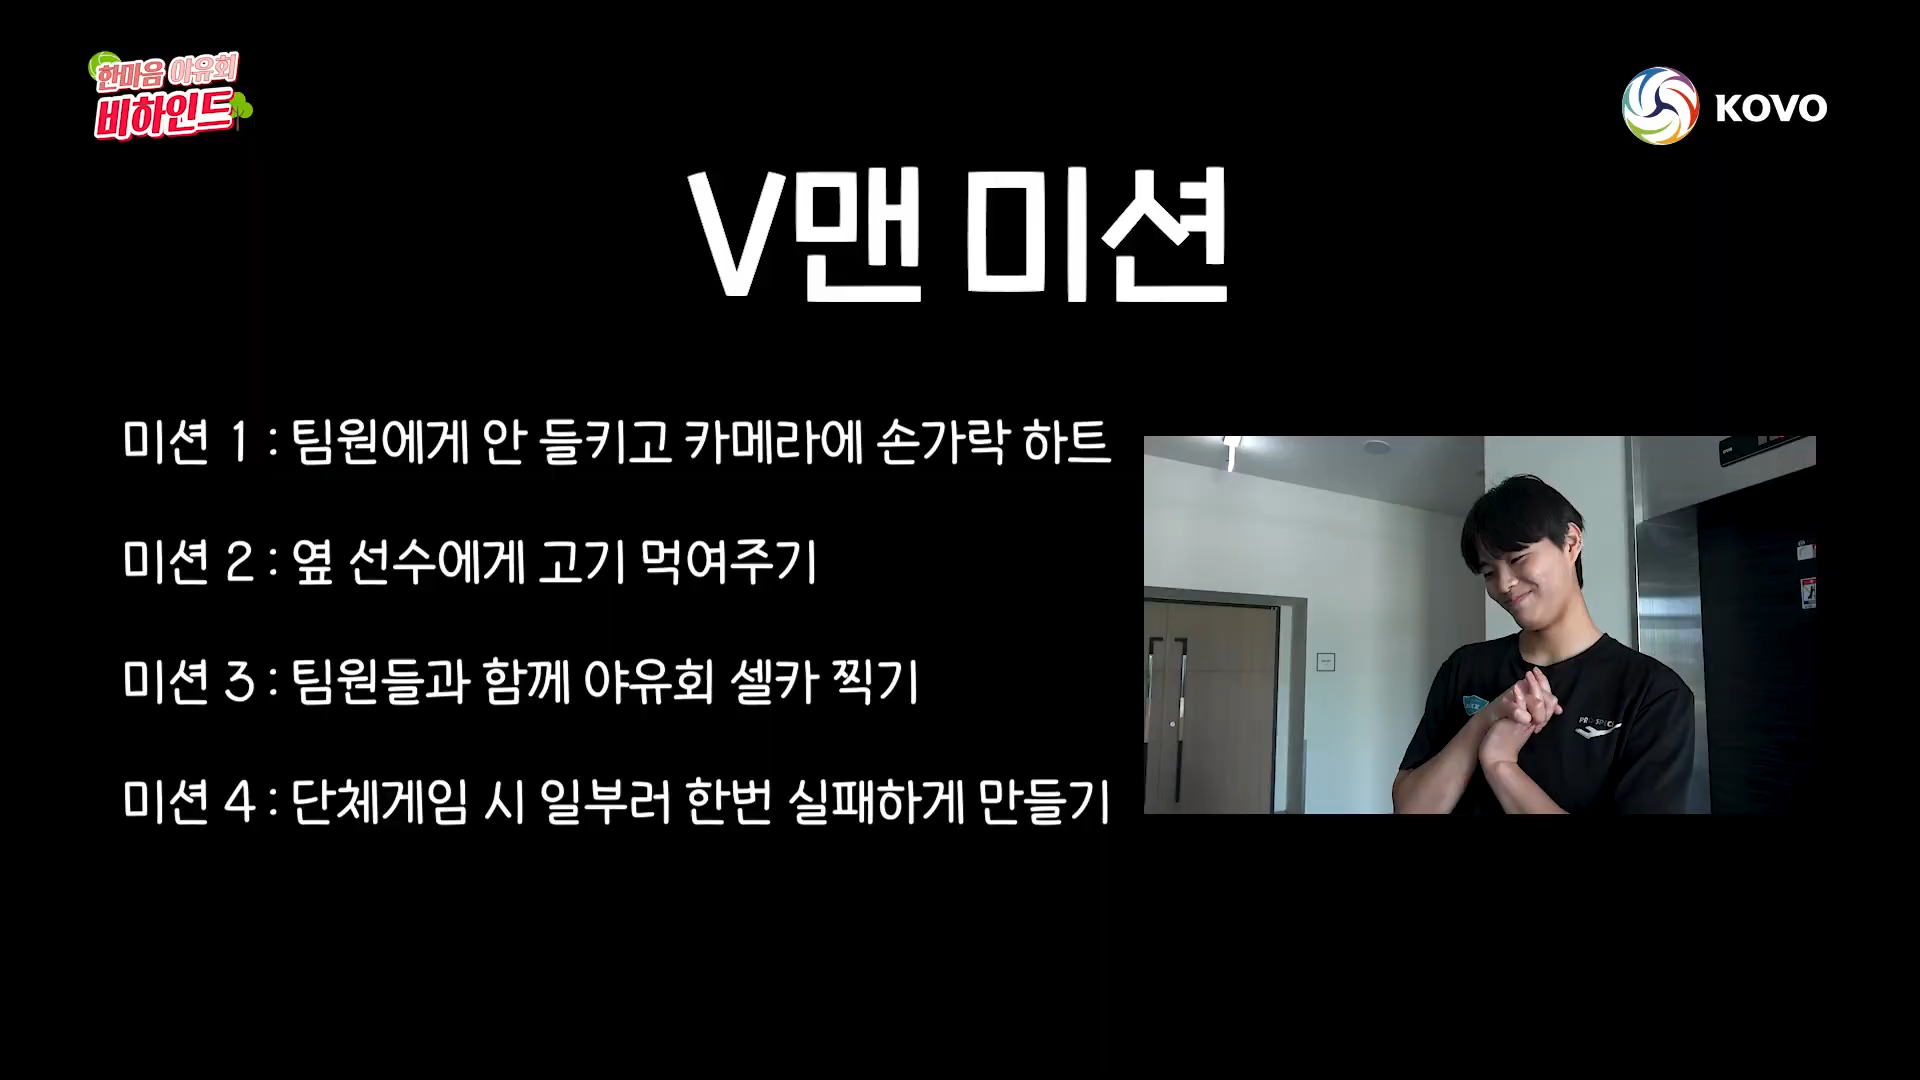 한마음 야유회
비하인드
KOVO
V맨 미션
미션 1 : 팀원에게 안 들키고 카메라에 손가락 하트
미션 2 : 옆 선수에게 고기 먹여주기
미션 3 : 팀원들과 함께 야유회 셀카 찍기
미션 4 : 단체게임 시 일부러 한번 실패하게 만들기
PRO-SPECS